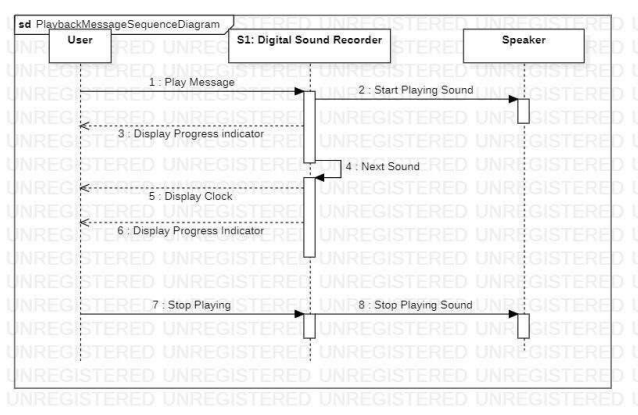 sd PlaybackMessageSequenceDiagram
User
S1: Digital Sound Recorder
Speaker
1 : Play Message
2 : Start Playing Sound
3 : Display Progress indicator
4 : Next Sound
5 : Display Clock
6 : Display Progress Indicator
7 : Stop Playing
8 : Stop Playing Sound